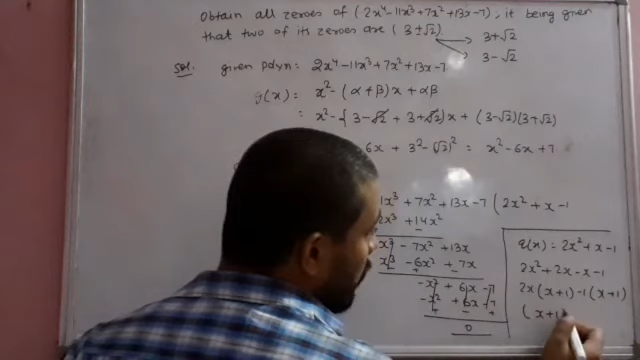 Obtain all zeroes of (2x⁴-11x³+7x²+13x-7), it being given
that two of its zeroes are (3±√2) 3+√2
3-√2
Sol. given polyn: 2x⁴-11x³+7x²+13x-7
g(x): x²-(α+β)x+αβ
= x²-{3-√2+3+√2}x+(3-√2)(3+√2)
6x + 3²-(√2)² = x²-6x+7
1x³+7x²+13x-7 ( 2x²+x-1
2x³+14x²
x³-7x²+13x
x³-6x²+7x
-x²+6x-7
-x²+6x-7
0
q(x) = 2x²+x-1
2x²+2x-x-1
2x(x+1)-1(x+1)
(x+1)